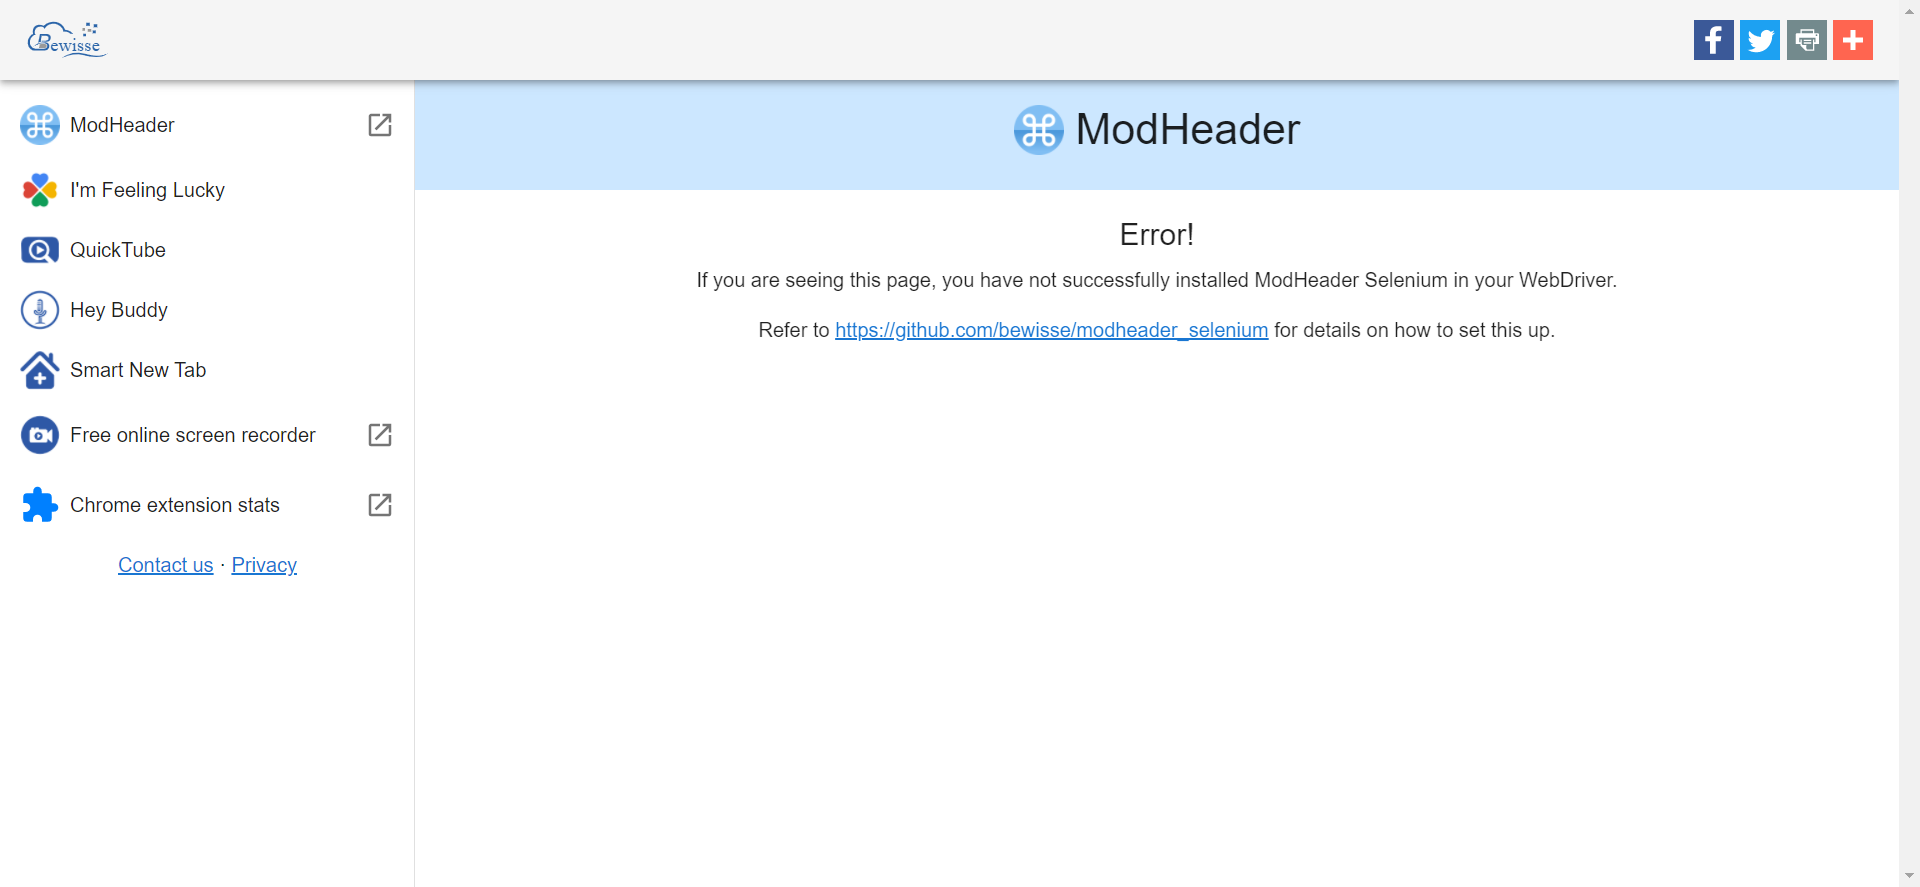 Bewisse
ModHeader
I'm Feeling Lucky
QuickTube
Hey Buddy
Smart New Tab
Free online screen recorder
Chrome extension stats
Contact us · Privacy
ModHeader
Error!
If you are seeing this page, you have not successfully installed ModHeader Selenium in your WebDriver.
Refer to https://github.com/bewisse/modheader_selenium for details on how to set this up.